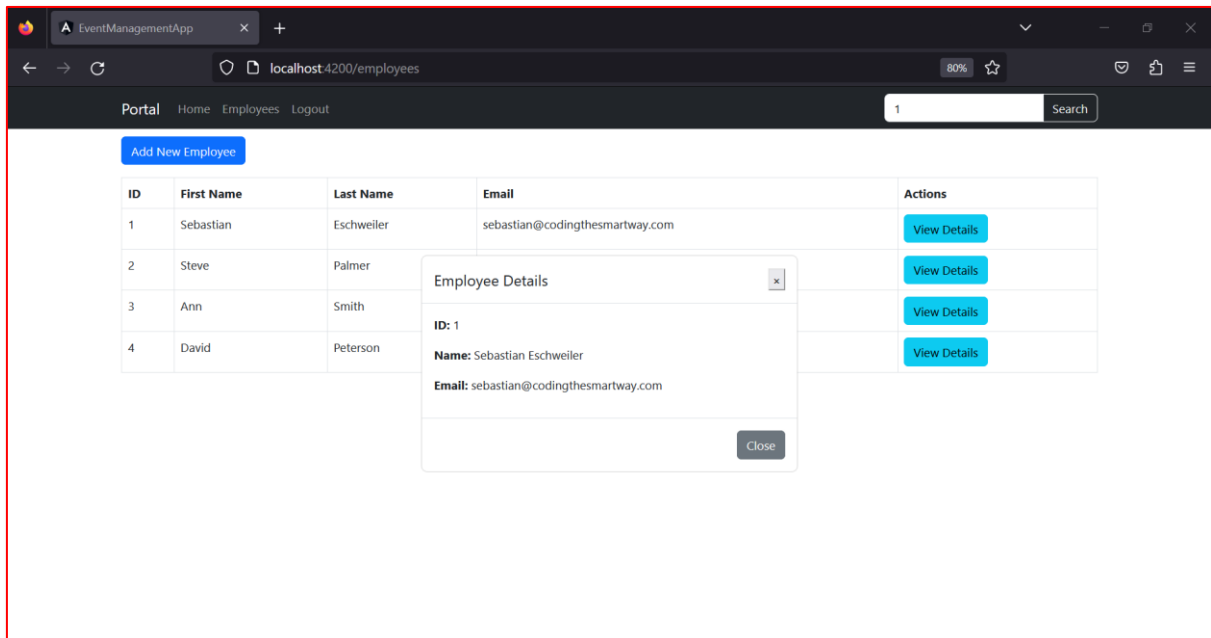 EventManagementApp
localhost:4200/employees 80%
Portal Home Employees Logout 1 Search
Add New Employee
ID First Name Last Name Email Actions
1 Sebastian Eschweiler sebastian@codingthesmartway.com View Details
2 Steve Palmer View Details
3 Ann Smith View Details
4 David Peterson View Details
Employee Details ×
ID: 1
Name: Sebastian Eschweiler
Email: sebastian@codingthesmartway.com
Close